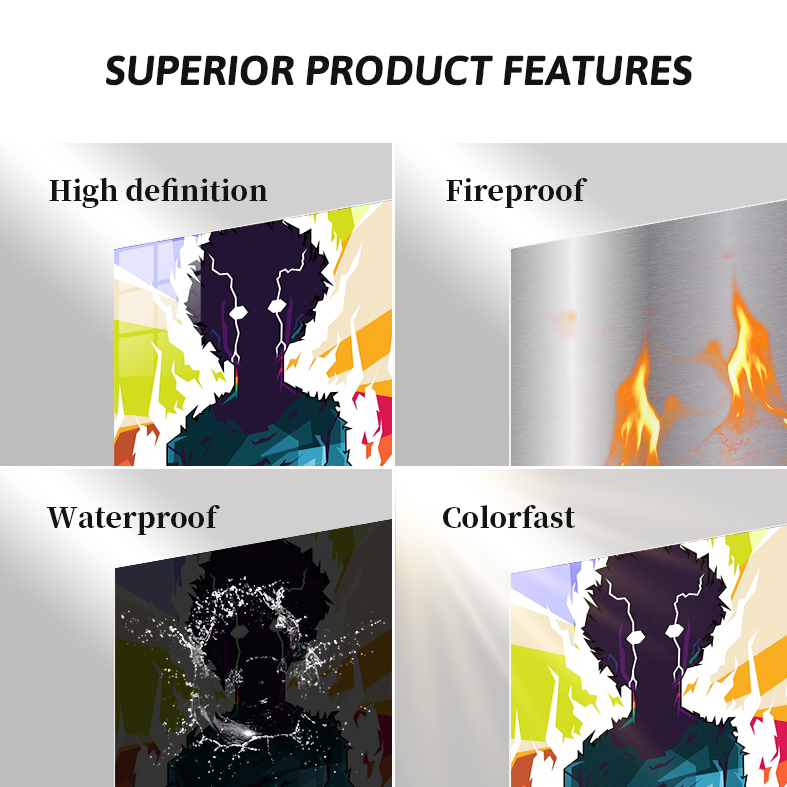 SUPERIOR PRODUCT FEATURES
High definition
Fireproof
Waterproof
Colorfast